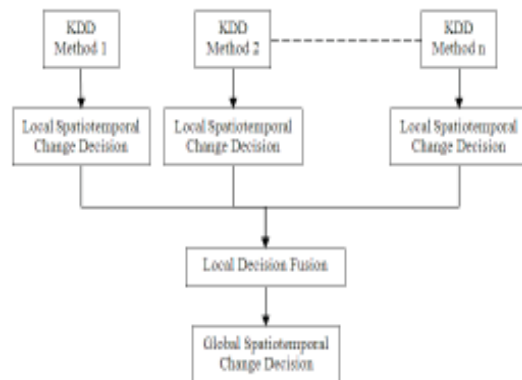 KDD
Method 1
KDD
Method 2
KDD
Method n
Local Spatiotemporal
Change Decision
Local Spatiotemporal
Change Decision
Local Spatiotemporal
Change Decision
Local Decision Fusion
Global Spatiotemporal
Change Decision